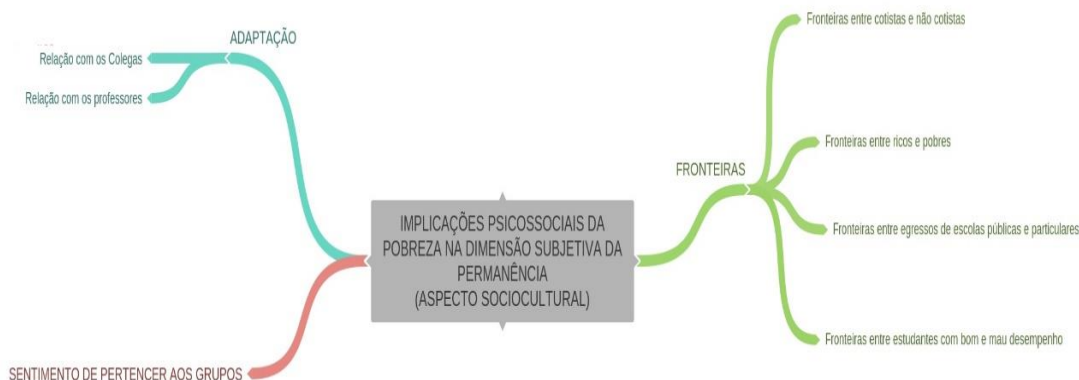 ADAPTAÇÃO
Relação com os Colegas
Relação com os professores
SENTIMENTO DE PERTENCER AOS GRUPOS
IMPLICAÇÕES PSICOSSOCIAIS DA
POBREZA NA DIMENSÃO SUBJETIVA DA
PERMANÊNCIA
(ASPECTO SOCIOCULTURAL)
FRONTEIRAS
Fronteiras entre cotistas e não cotistas
Fronteiras entre ricos e pobres
Fronteiras entre egressos de escolas públicas e particulares
Fronteiras entre estudantes com bom e mau desempenho